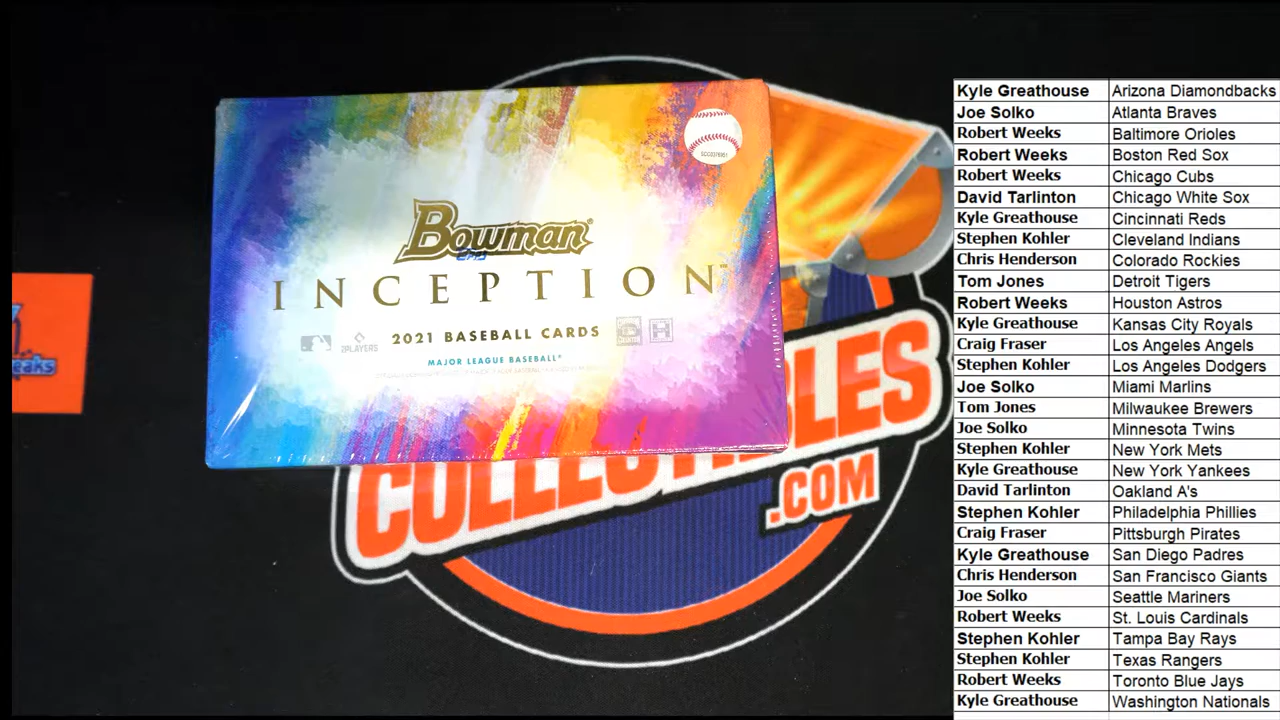 SCC0376951
Bowman®
INCEPTION™
2021 BASEBALL CARDS
PLAYERS
MAJOR LEAGUE BASEBALL®
eaks
COLLECTIBLES
.COM
Kyle Greathouse Arizona Diamondbacks
Joe Solko Atlanta Braves
Robert Weeks Baltimore Orioles
Robert Weeks Boston Red Sox
Robert Weeks Chicago Cubs
David Tarlinton Chicago White Sox
Kyle Greathouse Cincinnati Reds
Stephen Kohler Cleveland Indians
Chris Henderson Colorado Rockies
Tom Jones Detroit Tigers
Robert Weeks Houston Astros
Kyle Greathouse Kansas City Royals
Craig Fraser Los Angeles Angels
Stephen Kohler Los Angeles Dodgers
Joe Solko Miami Marlins
Tom Jones Milwaukee Brewers
Joe Solko Minnesota Twins
Stephen Kohler New York Mets
Kyle Greathouse New York Yankees
David Tarlinton Oakland A's
Stephen Kohler Philadelphia Phillies
Craig Fraser Pittsburgh Pirates
Kyle Greathouse San Diego Padres
Chris Henderson San Francisco Giants
Joe Solko Seattle Mariners
Robert Weeks St. Louis Cardinals
Stephen Kohler Tampa Bay Rays
Stephen Kohler Texas Rangers
Robert Weeks Toronto Blue Jays
Kyle Greathouse Washington Nationals